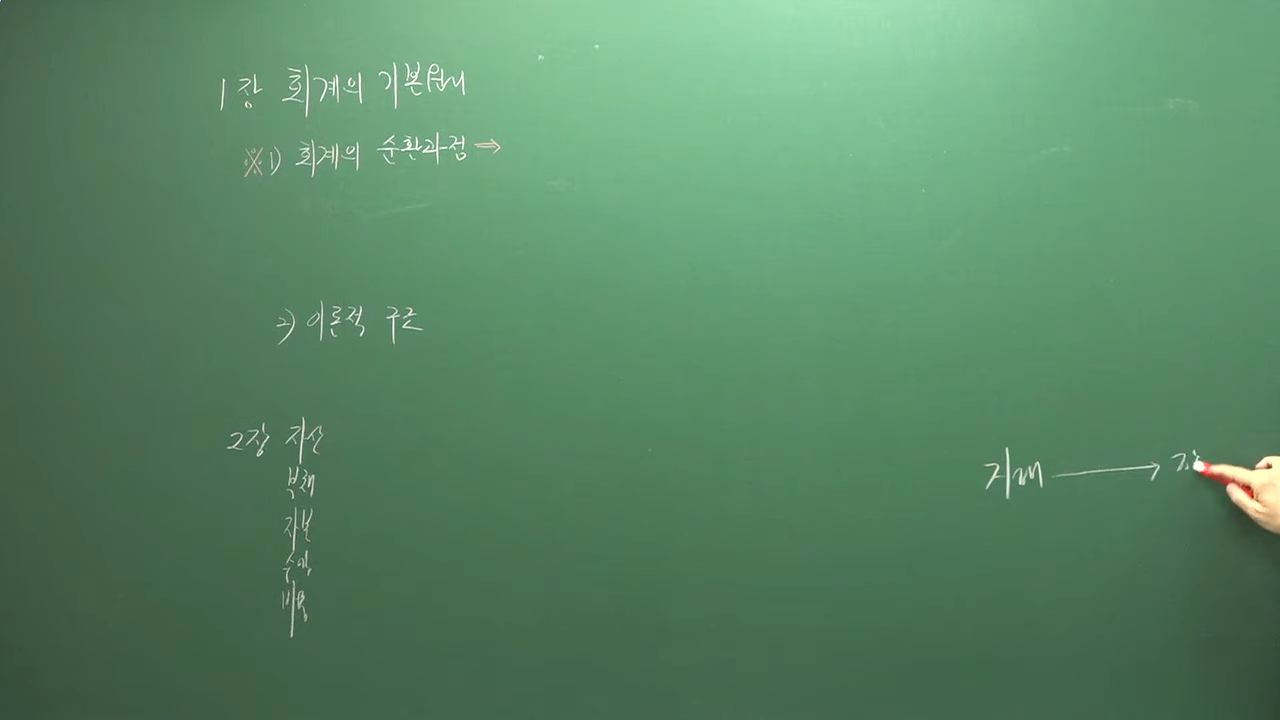 1장 회계의 기본원리
※1) 회계의 순환과정 →
2) 이론적 구조
2장 자산
부채
자본
수익
비용
거래 →